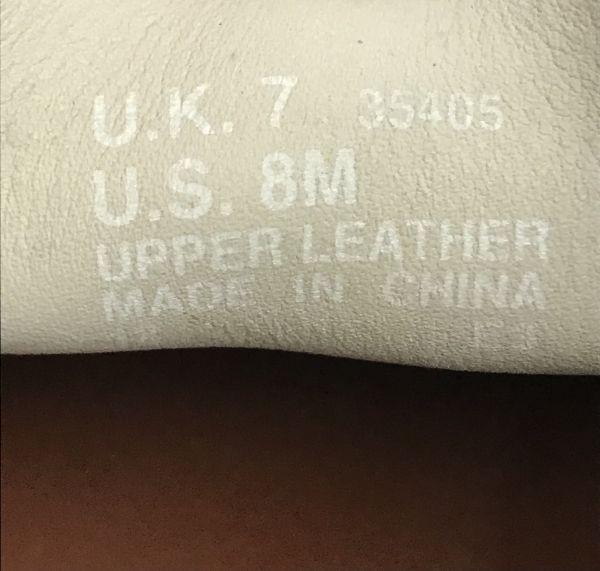 U.K. 7 35405
U.S. 8M
UPPER LEATHER
MADE IN CHINA